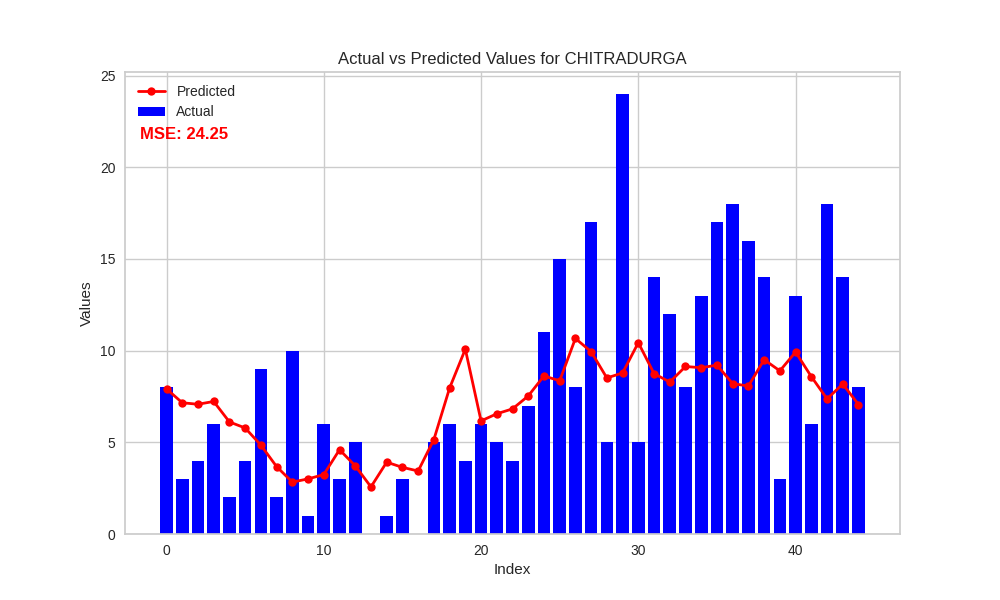 Actual vs Predicted Values for CHITRADURGA
Predicted
Actual
MSE: 24.25
25
20
15
10
5
0
Values
0 10 20 30 40
Index